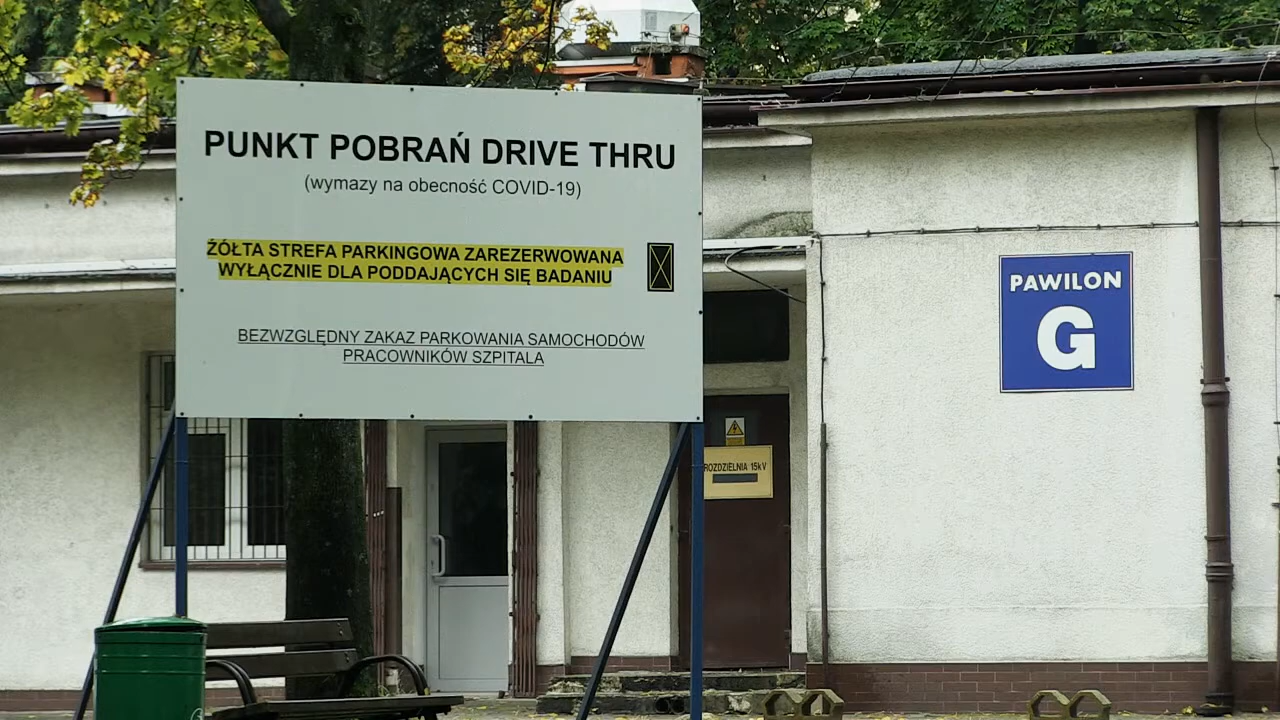 PUNKT POBRAŃ DRIVE THRU
(wymazy na obecność COVID-19)
ŻÓŁTA STREFA PARKINGOWA ZAREZERWOWANA
WYŁĄCZNIE DLA PODDAJĄCYCH SIĘ BADANIU
BEZWZGLĘDNY ZAKAZ PARKOWANIA SAMOCHODÓW
PRACOWNIKÓW SZPITALA
PAWILON
G
ROZDZIELNIA 15kV